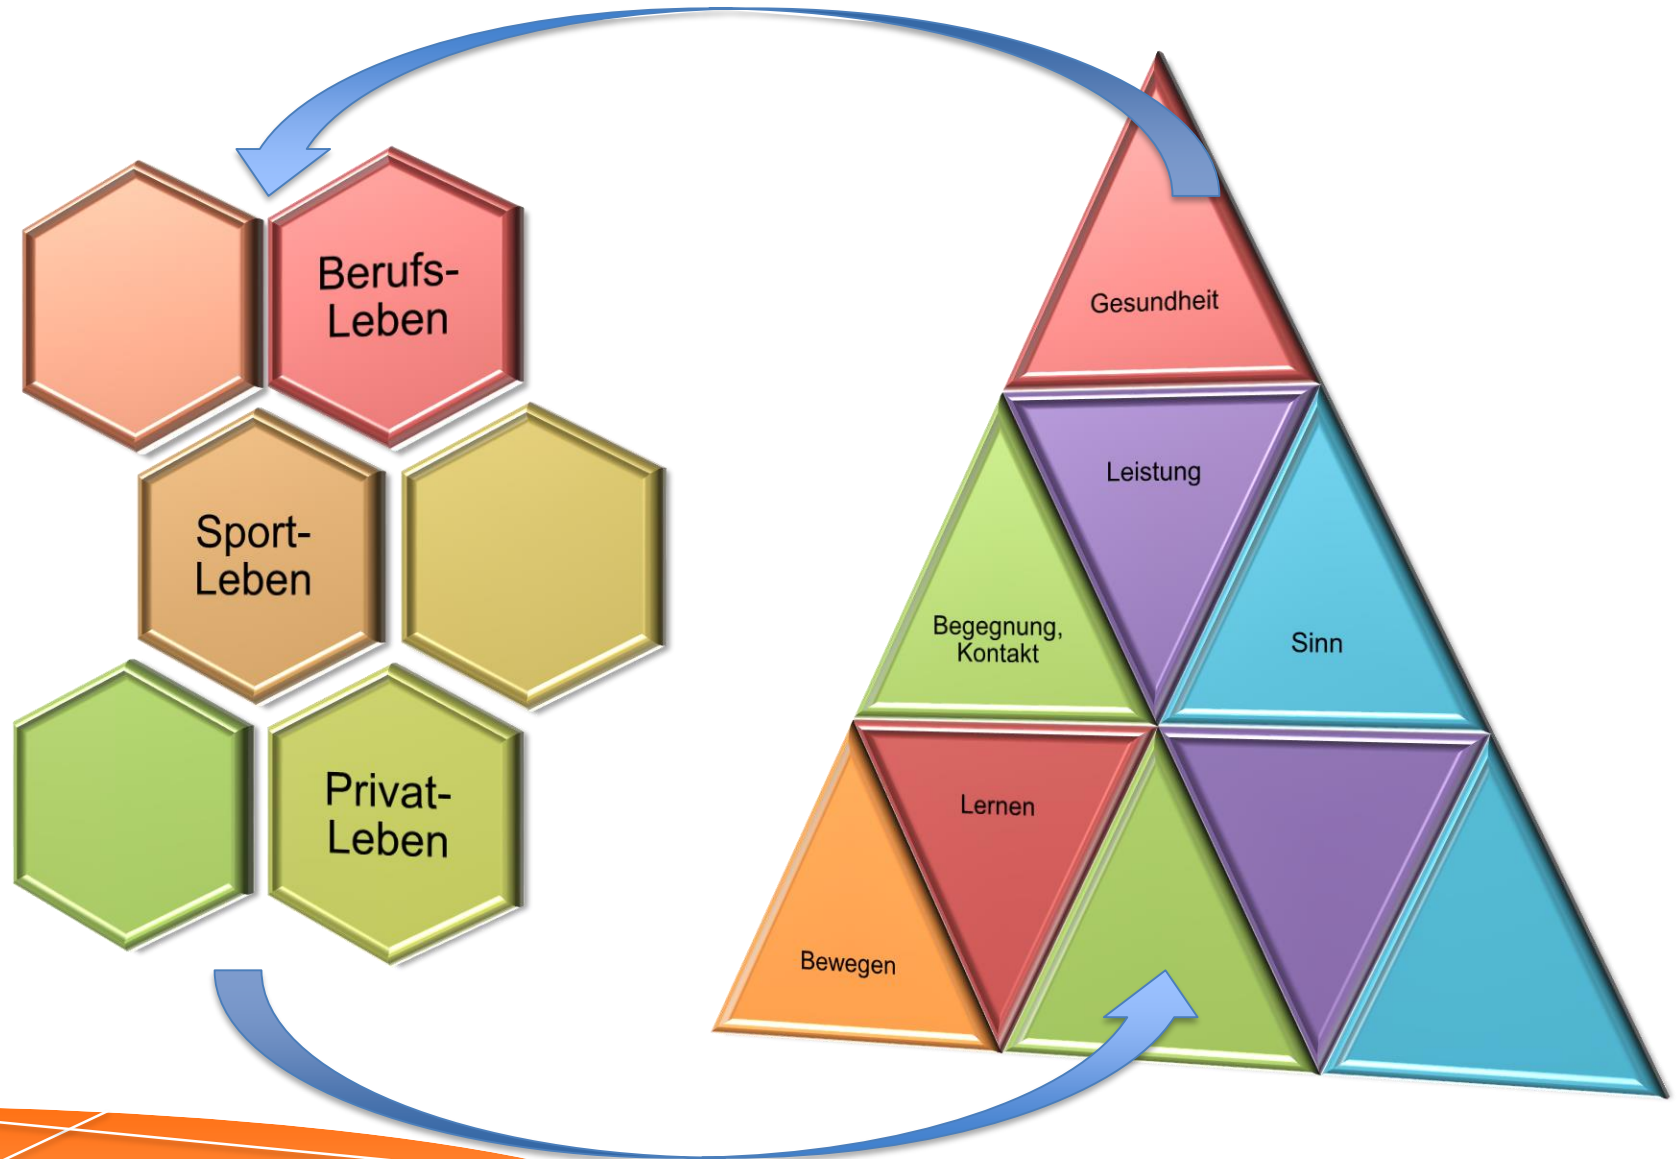 Berufs-
Leben
Sport-
Leben
Privat-
Leben
Gesundheit
Leistung
Begegnung,
Kontakt
Sinn
Lernen
Bewegen